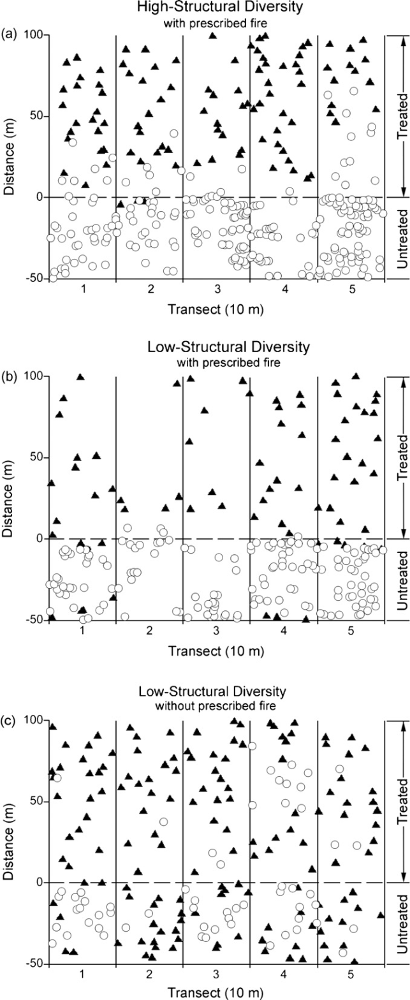 High-Structural Diversity
with prescribed fire
(a)
100
50
0
-50
Distance (m)
Treated
Untreated
1 2 3 4 5
Transect (10 m)
Low-Structural Diversity
with prescribed fire
(b)
100
50
0
-50
Distance (m)
Treated
Untreated
1 2 3 4 5
Transect (10 m)
Low-Structural Diversity
without prescribed fire
(c)
100
50
0
-50
Distance (m)
Treated
Untreated
1 2 3 4 5
Transect (10 m)